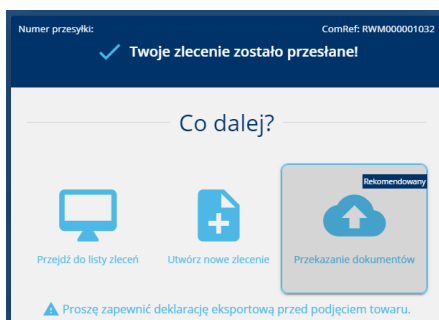 Numer przesyłki: ComRef: RWM000001032
Twoje zlecenie zostało przesłane!
Co dalej?
Rekomendowany
Przejdź do listy zleceń Utwórz nowe zlecenie Przekazanie dokumentów
Proszę zapewnić deklarację eksportową przed podjęciem towaru.